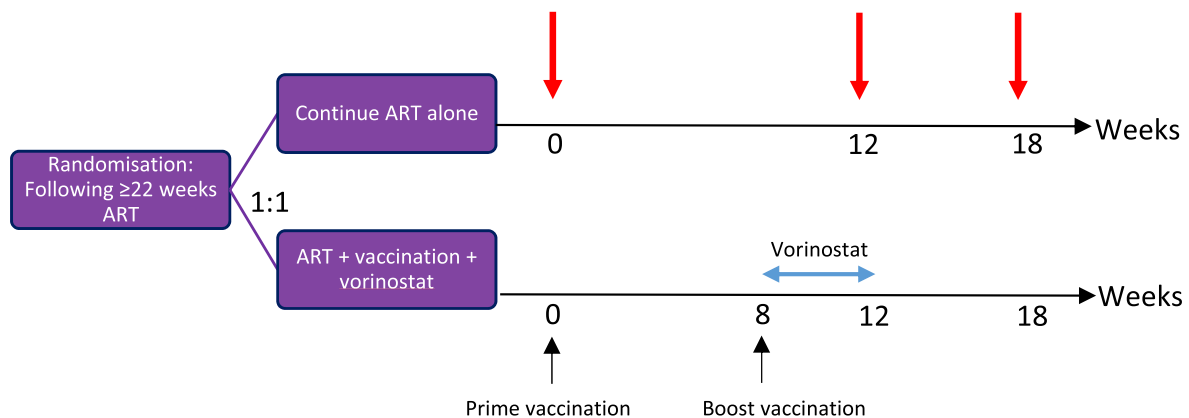 Randomisation:
Following ≥22 weeks
ART
1:1
Continue ART alone
0 12 18 Weeks
ART + vaccination +
vorinostat
Vorinostat
0 8 12 18 Weeks
Prime vaccination Boost vaccination